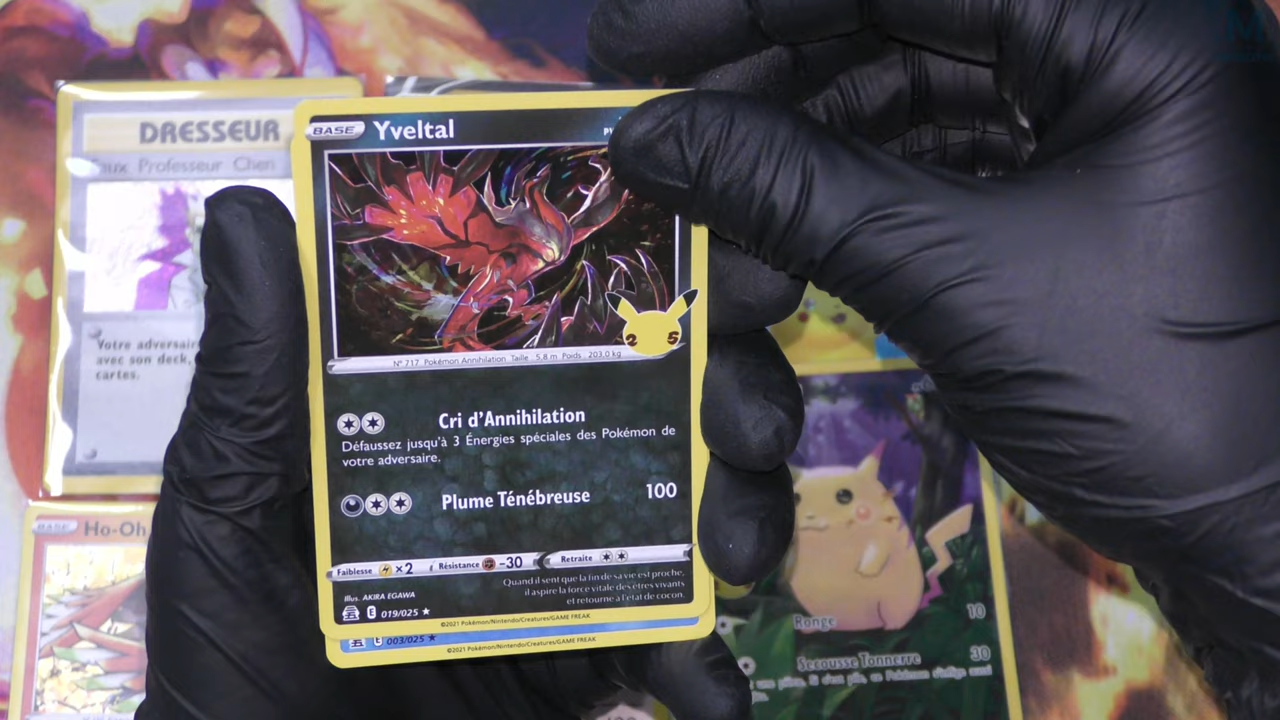 DRESSEUR
Faux Professeur Chen
Votre adversaire
avec son deck,
cartes.
BASE Ho-Oh
BASE Yveltal
N° 717 Pokémon Annihilation Taille : 5,8 m Poids : 203,0 kg
25
Cri d'Annihilation
Défaussez jusqu'à 3 Énergies spéciales des Pokémon de
votre adversaire.
Plume Ténébreuse 100
Faiblesse ×2 Résistance -30 Retraite
Quand il sent que la fin de sa vie est proche,
il aspire la force vitale des êtres vivants
et retourne à l'état de cocon.
Illus. AKIRA EGAWA
E 019/025 ★
©2021 Pokémon/Nintendo/Creatures/GAME FREAK
E 003/025 ★
©2021 Pokémon/Nintendo/Creatures/GAME FREAK
Ronge 10
Secousse Tonnerre 30